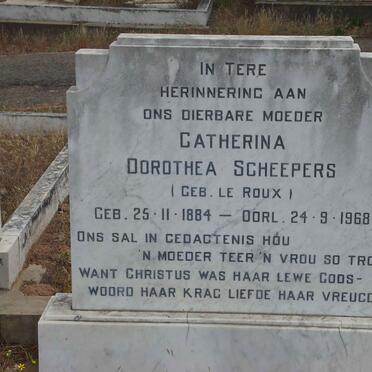 IN TERE
HERINNERING AAN
ONS DIERBARE MOEDER
CATHERINA
DOROTHEA SCHEEPERS
(GEB. LE ROUX)
GEB. 25·11·1884 — OORL. 24·9·1968
ONS SAL IN GEDAGTENIS HOU
'N MOEDER TEER 'N VROU SO TRO
WANT CHRISTUS WAS HAAR LEWE GODS-
WOORD HAAR KRAG LIEFDE HAAR VREUGD